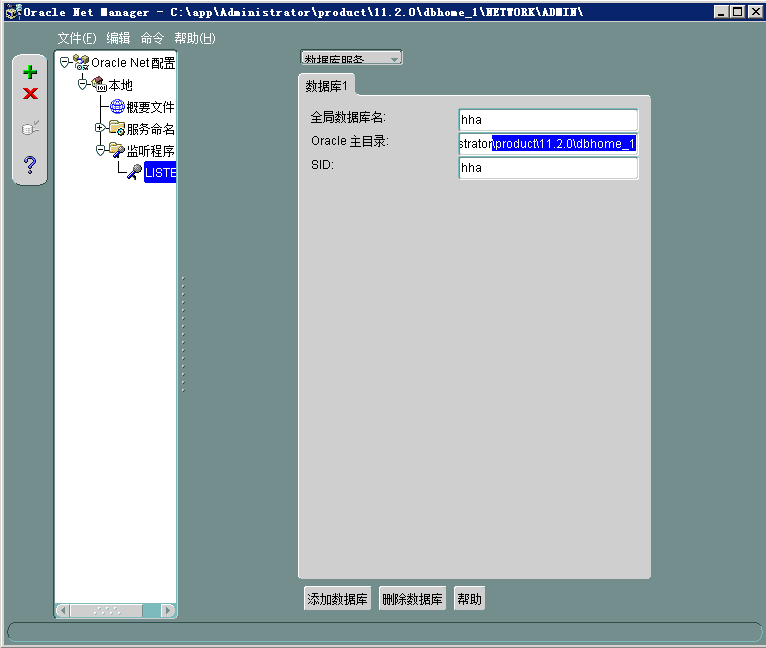 Oracle Net Manager - C:\app\Administrator\product\11.2.0\dbhome_1\NETWORK\ADMIN\
文件(F) 编辑 命令 帮助(H)
Oracle Net配置
本地
概要文件
服务命名
监听程序
LISTE
数据库服务
数据库1
全局数据库名: hha
Oracle 主目录: strator\product\11.2.0\dbhome_1
SID: hha
添加数据库 删除数据库 帮助